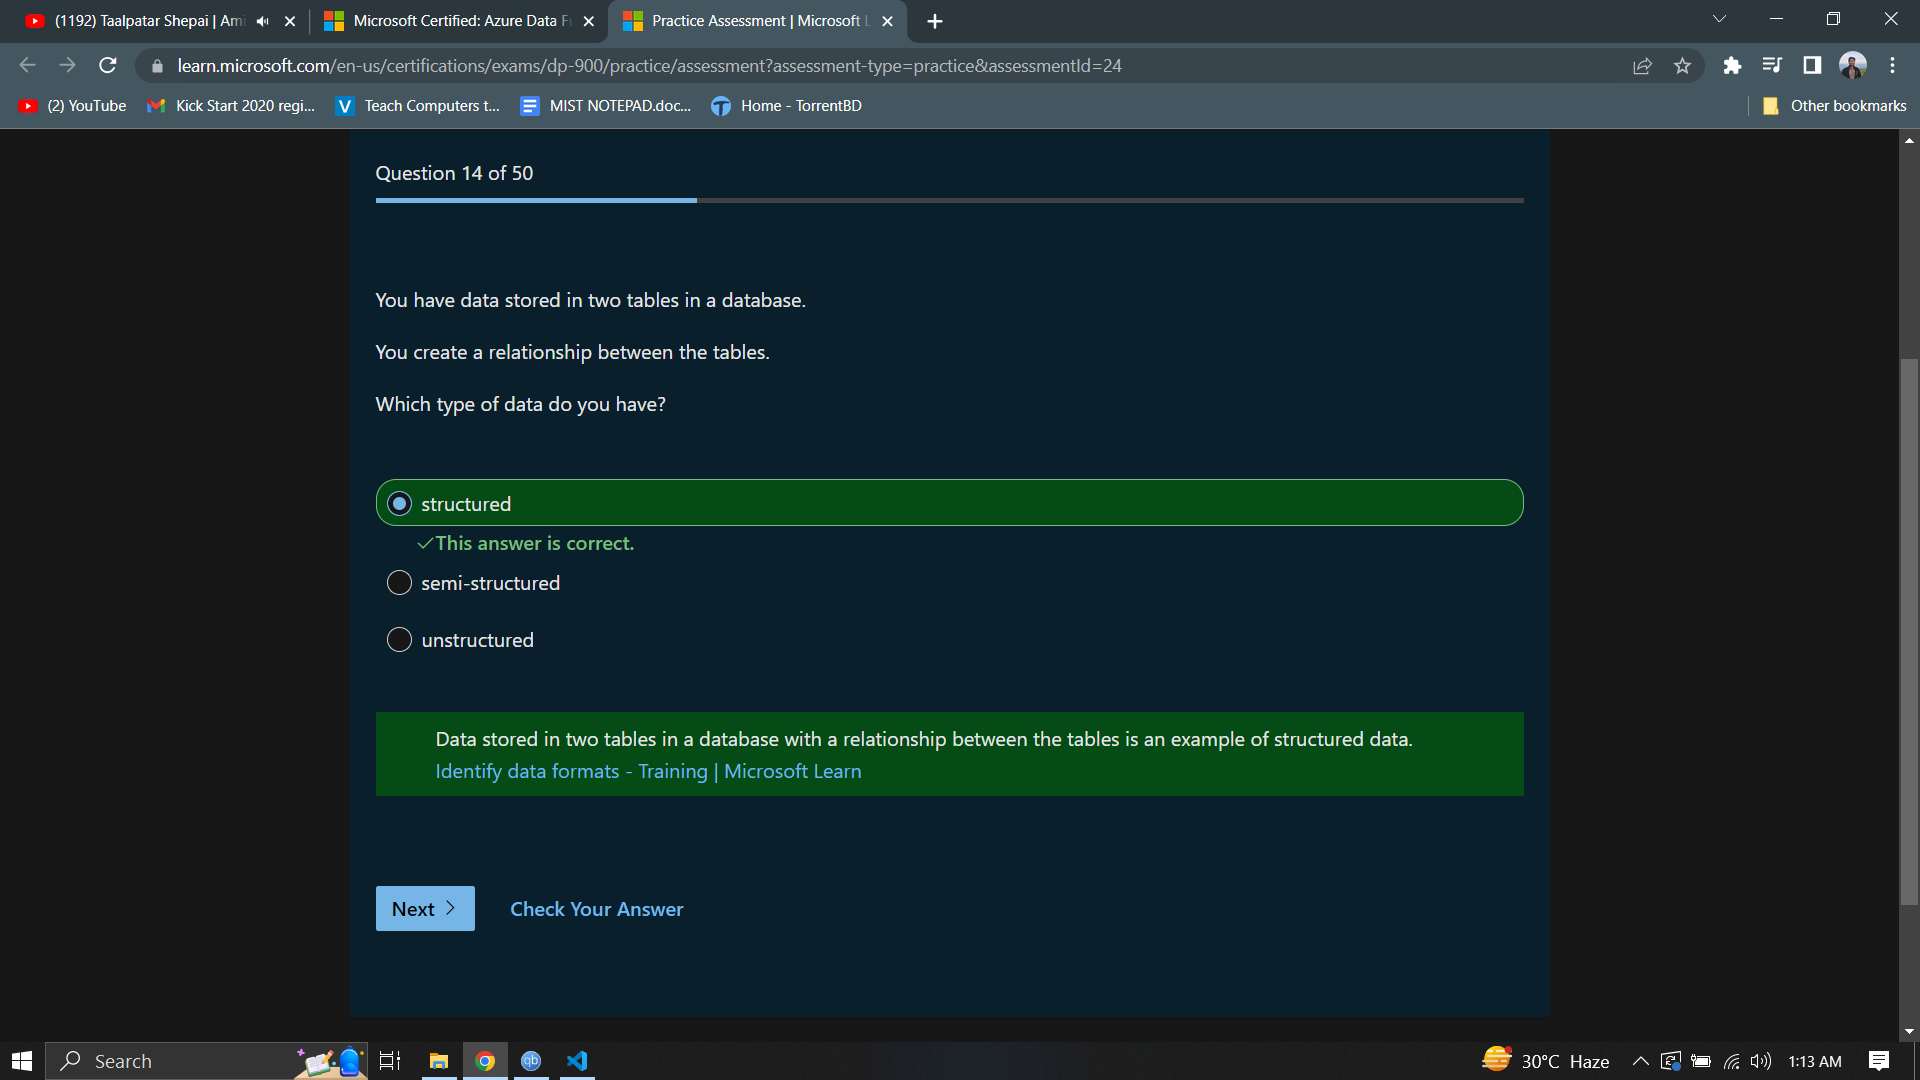 (1192) Taalpatar Shepai | Ami
Microsoft Certified: Azure Data F
Practice Assessment | Microsoft L
learn.microsoft.com/en-us/certifications/exams/dp-900/practice/assessment?assessment-type=practice&assessmentId=24
(2) YouTube
Kick Start 2020 regi...
Teach Computers t...
MIST NOTEPAD.doc...
Home - TorrentBD
Other bookmarks
Question 14 of 50
You have data stored in two tables in a database.
You create a relationship between the tables.
Which type of data do you have?
structured
✓This answer is correct.
semi-structured
unstructured
Data stored in two tables in a database with a relationship between the tables is an example of structured data.
Identify data formats - Training | Microsoft Learn
Next
Check Your Answer
Search
qb
30°C Haze
1:13 AM